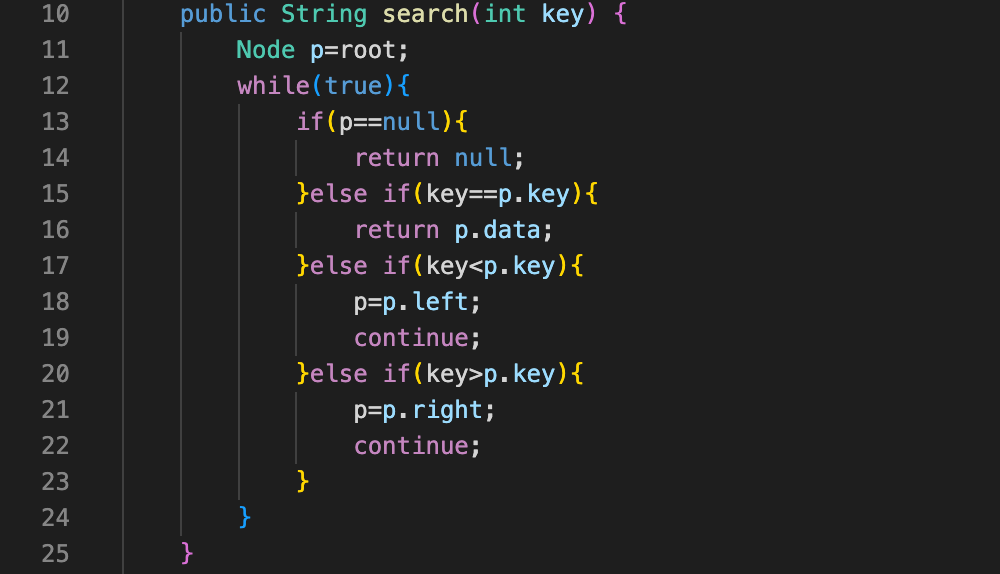 10 public String search(int key) {
11 Node p=root;
12 while(true){
13 if(p==null){
14 return null;
15 }else if(key==p.key){
16 return p.data;
17 }else if(key<p.key){
18 p=p.left;
19 continue;
20 }else if(key>p.key){
21 p=p.right;
22 continue;
23 }
24 }
25 }